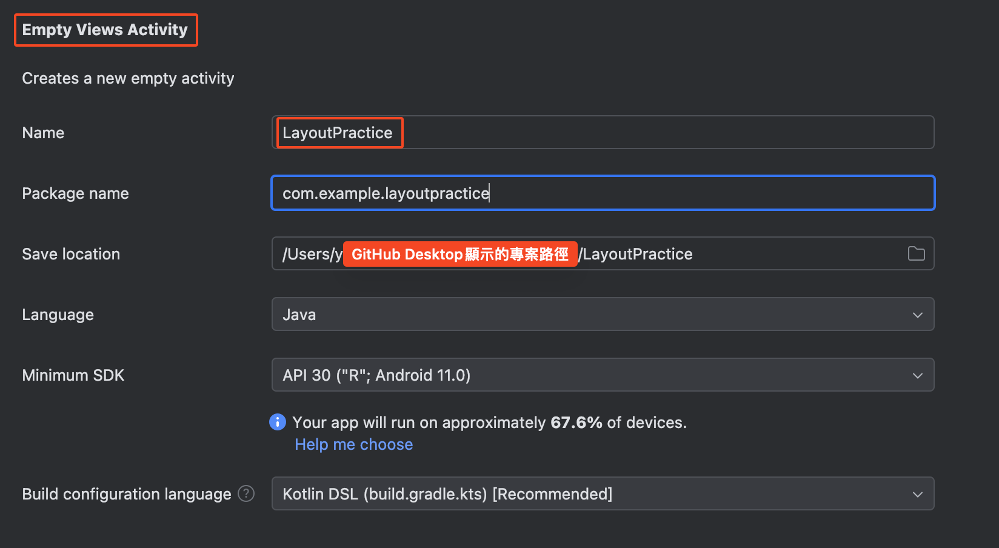 Empty Views Activity
Creates a new empty activity
Name LayoutPractice
Package name com.example.layoutpractice
Save location /Users/y GitHub Desktop顯示的專案路徑 /LayoutPractice
Language Java
Minimum SDK API 30 ("R"; Android 11.0)
Your app will run on approximately 67.6% of devices.
Help me choose
Build configuration language ? Kotlin DSL (build.gradle.kts) [Recommended]